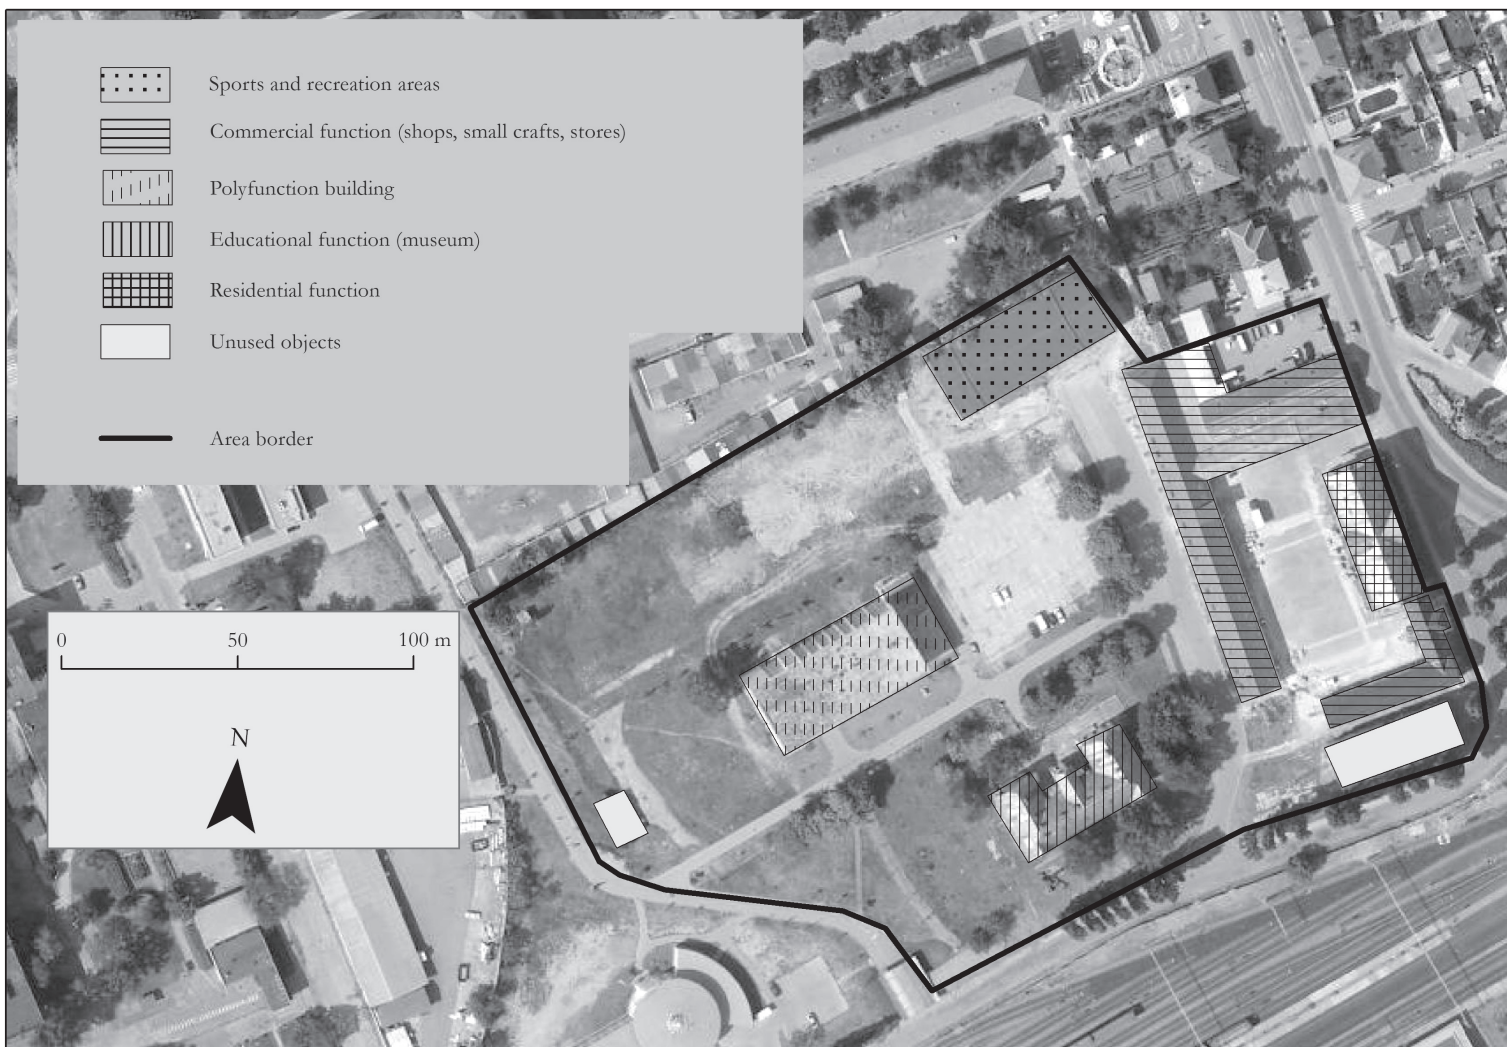 Sports and recreation areas
Commercial function (shops, small crafts, stores)
Polyfunction building
Educational function (museum)
Residential function
Unused objects
Area border
0 50 100 m
N